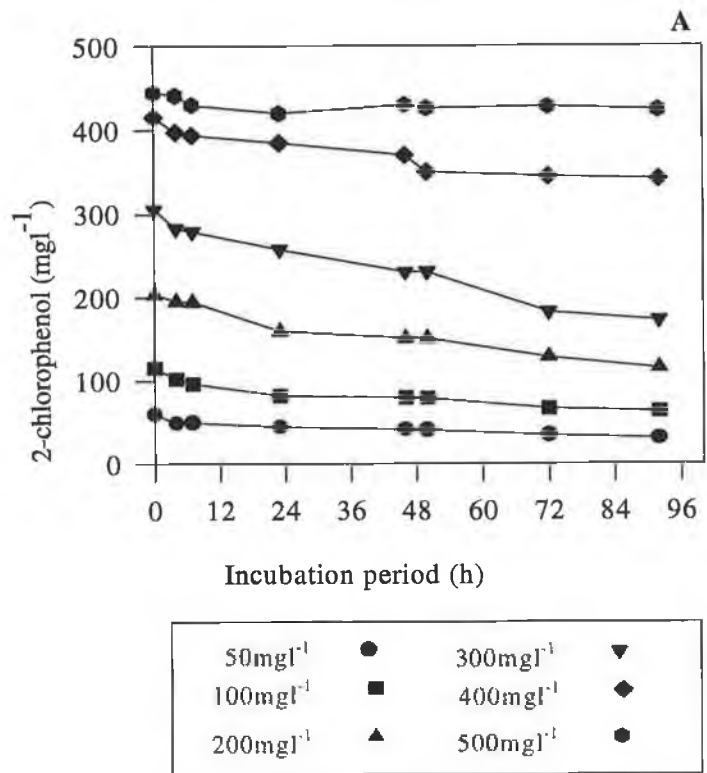 A
500
400
300
200
100
0
2-chlorophenol (mgl⁻¹)
0 12 24 36 48 60 72 84 96
Incubation period (h)
50mgl⁻¹ 300mgl⁻¹
100mgl⁻¹ 400mgl⁻¹
200mgl⁻¹ 500mgl⁻¹